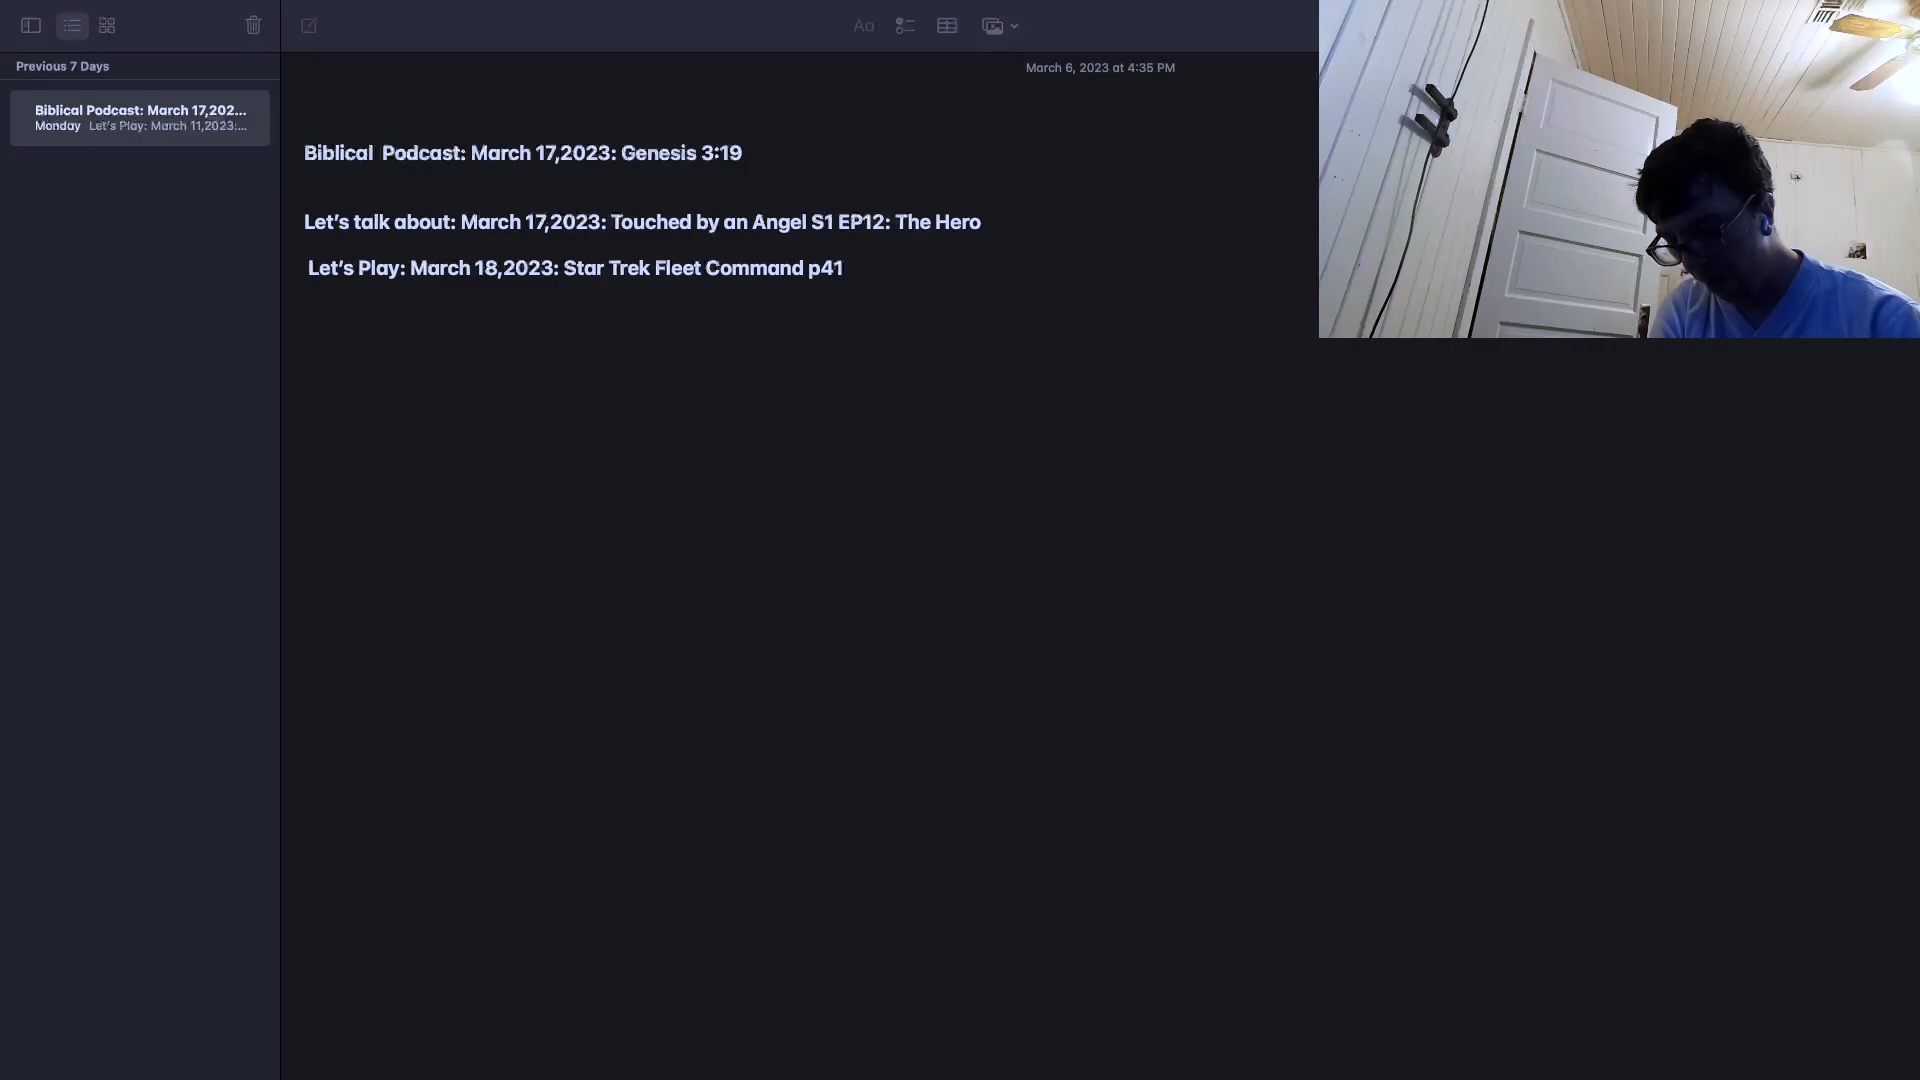 Previous 7 Days
Biblical Podcast: March 17,202...
Monday Let's Play: March 11,2023:...
Aa
March 6, 2023 at 4:35 PM
Biblical Podcast: March 17,2023: Genesis 3:19
Let's talk about: March 17,2023: Touched by an Angel S1 EP12: The Hero
Let's Play: March 18,2023: Star Trek Fleet Command p41